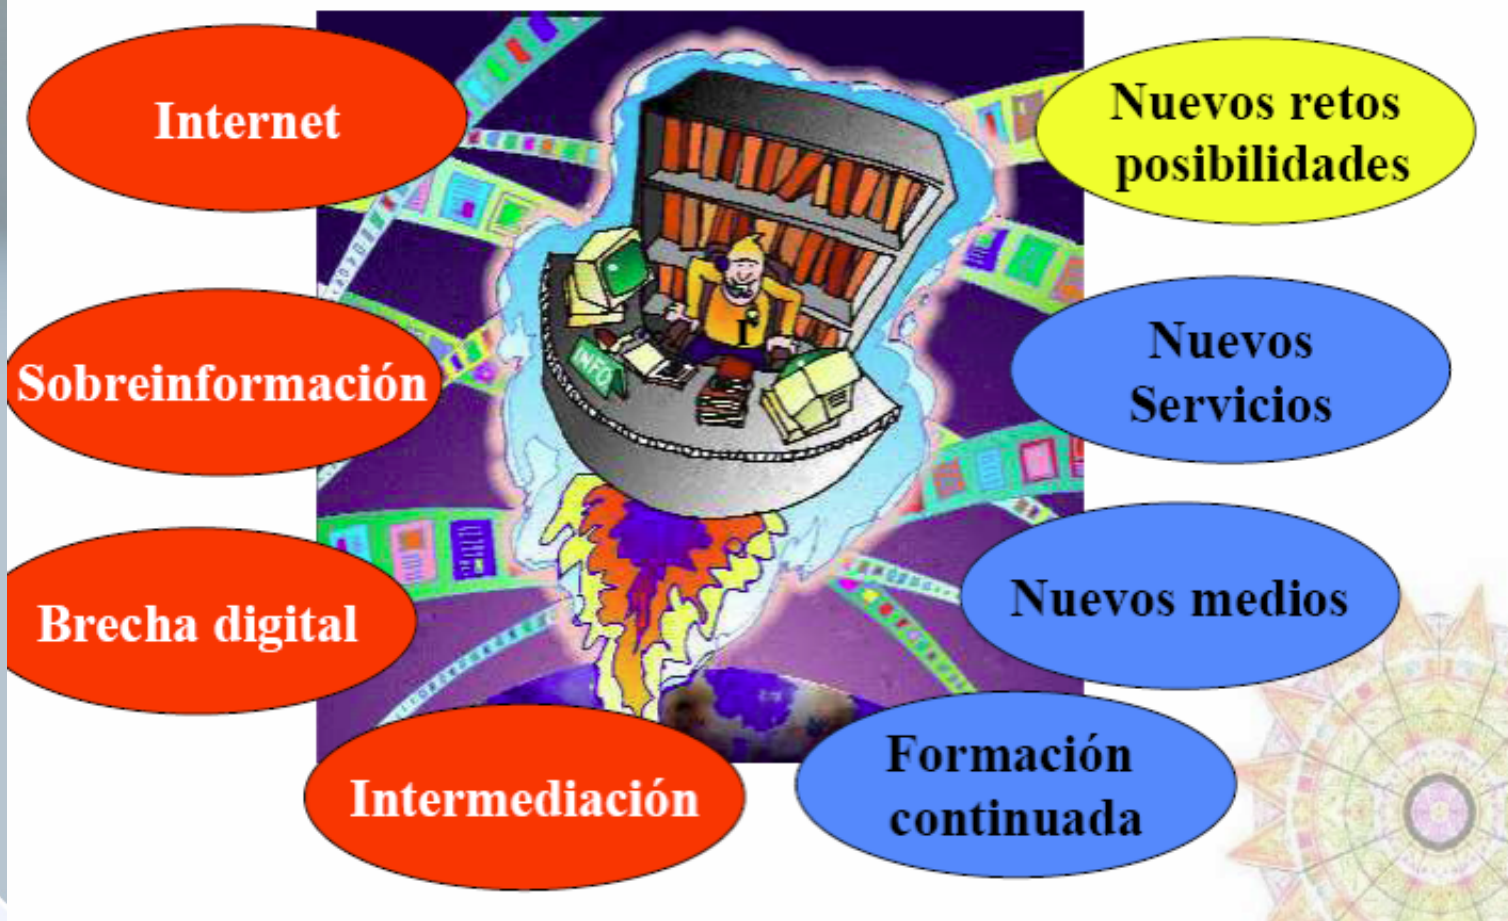 Internet
Sobreinformación
Brecha digital
Intermediación
Nuevos retos
posibilidades
Nuevos
Servicios
Nuevos medios
Formación
continuada
INFO
r